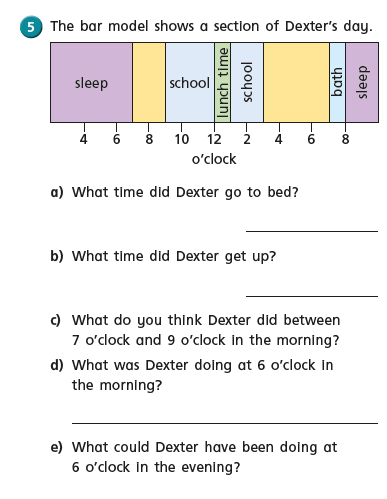 5 The bar model shows a section of Dexter's day.
sleep
school
lunch time
school
bath
sleep
4 6 8 10 12 2 4 6 8
o'clock
a) What time did Dexter go to bed?
b) What time did Dexter get up?
c) What do you think Dexter did between
7 o'clock and 9 o'clock in the morning?
d) What was Dexter doing at 6 o'clock in
the morning?
e) What could Dexter have been doing at
6 o'clock in the evening?